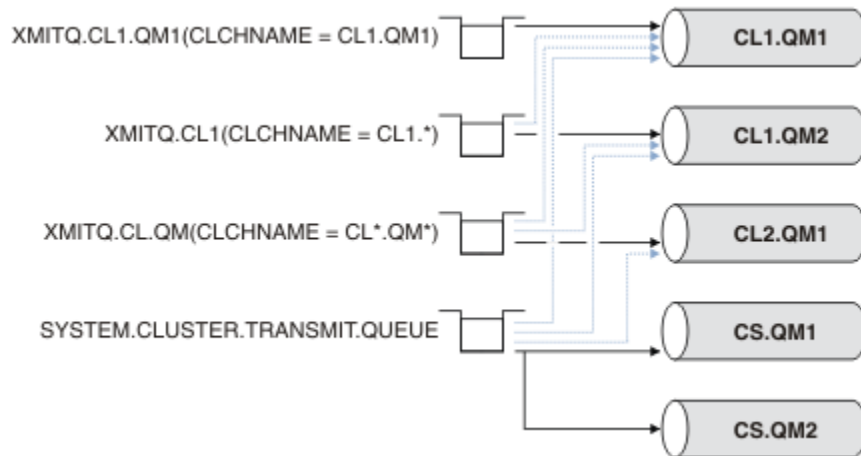 XMITQ.CL1.QM1(CLCHNAME = CL1.QM1)
CL1.QM1
XMITQ.CL1(CLCHNAME = CL1.*)
CL1.QM2
XMITQ.CL.QM(CLCHNAME = CL*.QM*)
CL2.QM1
SYSTEM.CLUSTER.TRANSMIT.QUEUE
CS.QM1
CS.QM2